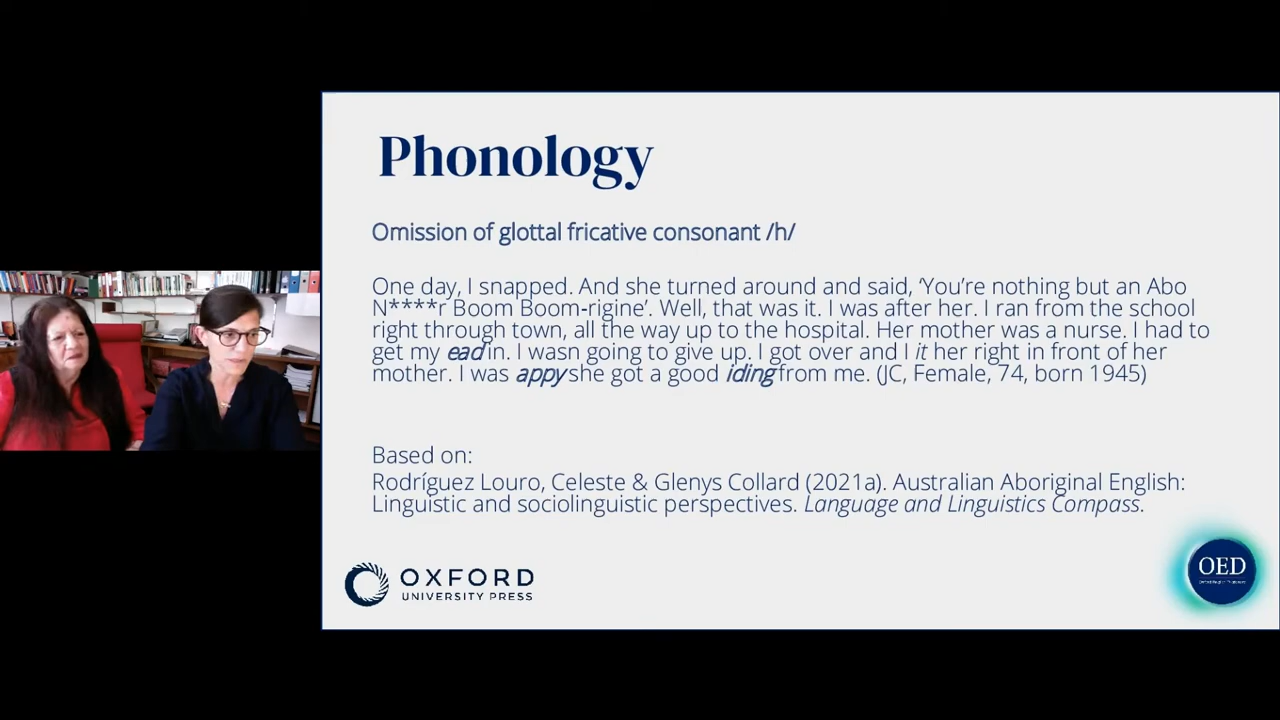 Phonology
Omission of glottal fricative consonant /h/
One day, I snapped. And she turned around and said, ‘You’re nothing but an Abo
N****r Boom Boom-rigine’. Well, that was it. I was after her. I ran from the school
right through town, all the way up to the hospital. Her mother was a nurse. I had to
get my ead in. I wasn going to give up. I got over and I it her right in front of her
mother. I was appy she got a good iding from me. (JC, Female, 74, born 1945)
Based on:
Rodríguez Louro, Celeste & Glenys Collard (2021a). Australian Aboriginal English:
Linguistic and sociolinguistic perspectives. Language and Linguistics Compass.
OXFORD
UNIVERSITY PRESS
OED